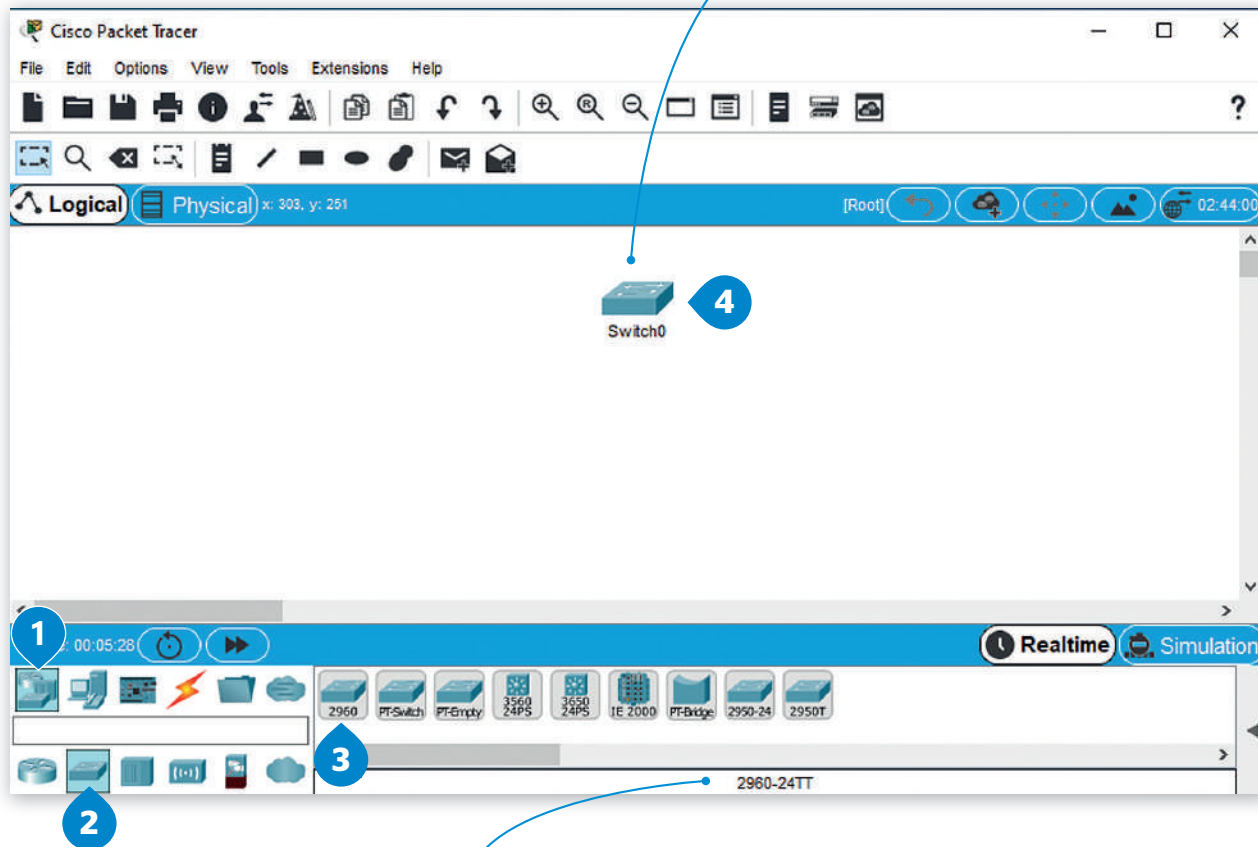 Cisco Packet Tracer
File Edit Options View Tools Extensions Help
R
?
Logical Physical x: 303, y: 251 [Root] 02:44:00
4
Switch0
1
: 00:05:28 Realtime Simulation
2960 PT-Switch PT-Empty 3560 24PS 3650 24PS IE 2000 PT-Bridge 2950-24 2950T
3
2960-24TT
2